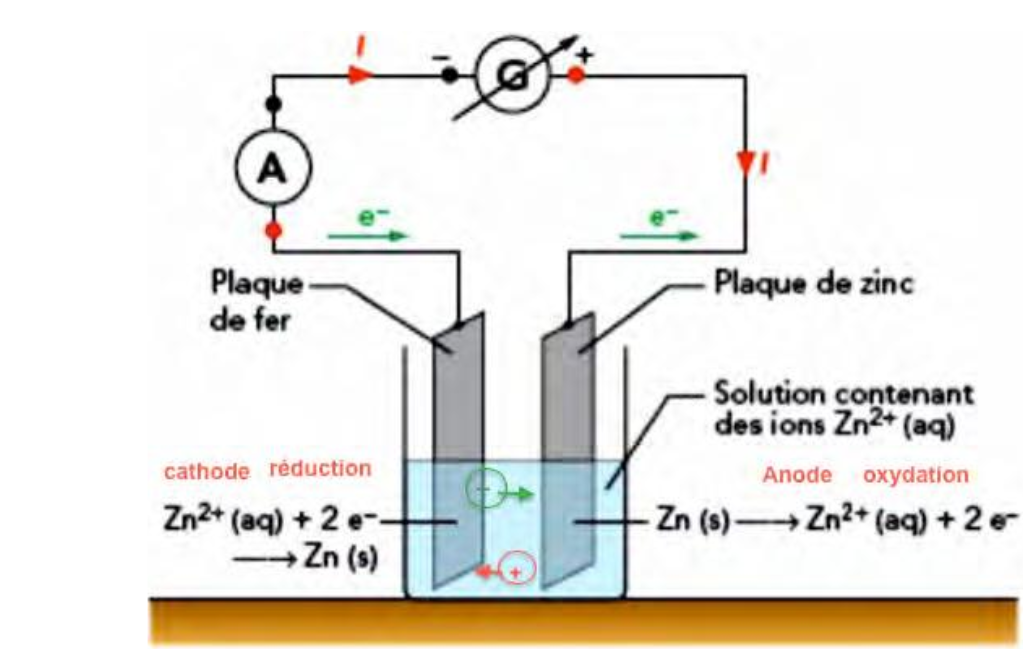 I
− G +
A
I
e⁻
e⁻
Plaque
de fer
Plaque de zinc
Solution contenant
des ions Zn²⁺ (aq)
cathode réduction
Anode oxydation
Zn²⁺ (aq) + 2 e⁻
⟶ Zn (s)
Zn (s) ⟶ Zn²⁺ (aq) + 2 e⁻
−
+